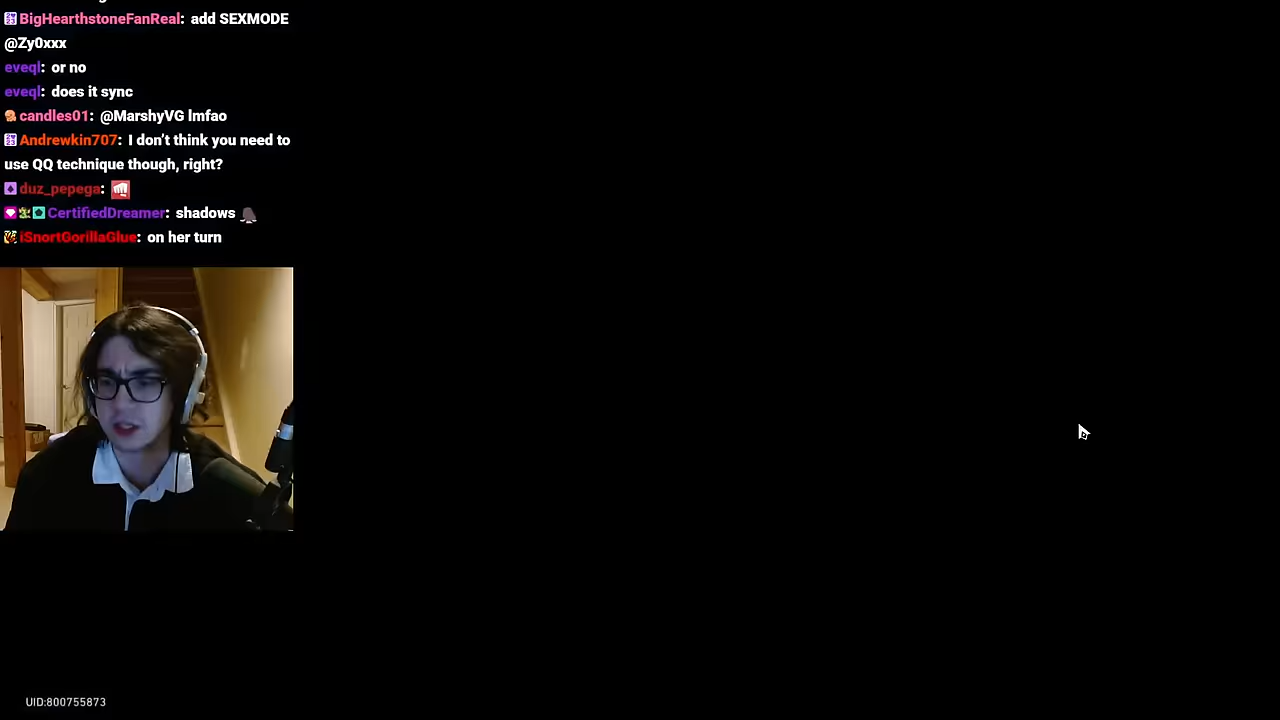 BigHearthstoneFanReal: add SEXMODE
@Zy0xxx
eveql: or no
eveql: does it sync
candles01: @MarshyVG lmfao
Andrewkin707: I don't think you need to
use QQ technique though, right?
duz_pepega:
CertifiedDreamer: shadows
iSnortGorillaGlue: on her turn
UID:800755873